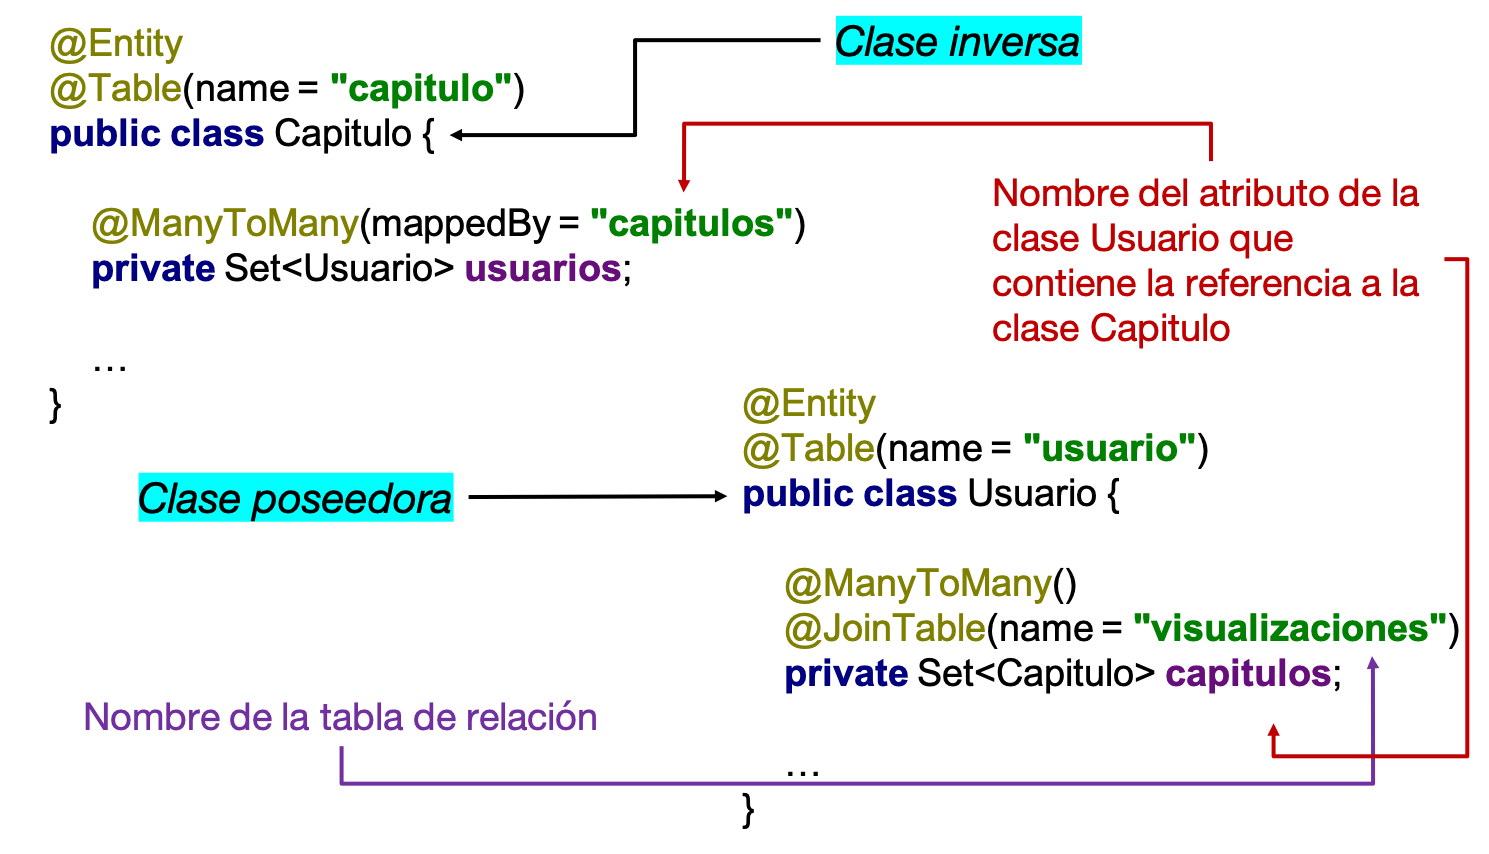 @Entity
@Table(name = "capitulo")
public class Capitulo {
Clase inversa
@ManyToMany(mappedBy = "capitulos")
private Set<Usuario> usuarios;
...
}
Nombre del atributo de la
clase Usuario que
contiene la referencia a la
clase Capitulo
Clase poseedora
@Entity
@Table(name = "usuario")
public class Usuario {
@ManyToMany()
@JoinTable(name = "visualizaciones")
private Set<Capitulo> capitulos;
...
}
Nombre de la tabla de relación